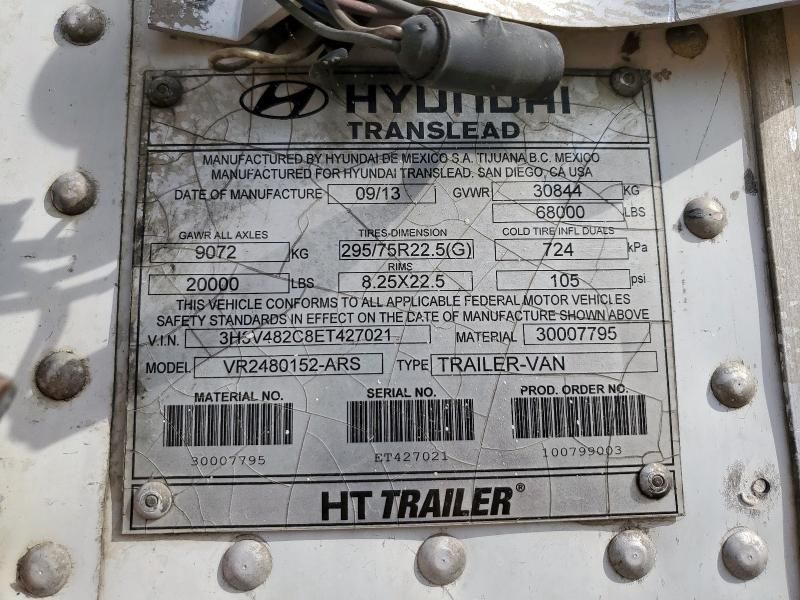 HYUNDAI
TRANSLEAD
MANUFACTURED BY HYUNDAI DE MEXICO S.A. TIJUANA B.C. MEXICO
MANUFACTURED FOR HYUNDAI TRANSLEAD. SAN DIEGO, CA USA
DATE OF MANUFACTURE 09/13 GVWR 30844 KG
68000 LBS
GAWR ALL AXLES TIRES-DIMENSION COLD TIRE INFL DUALS
9072 KG 295/75R22.5(G) 724 kPa
RIMS
20000 LBS 8.25X22.5 105 psi
THIS VEHICLE CONFORMS TO ALL APPLICABLE FEDERAL MOTOR VEHICLES
SAFETY STANDARDS IN EFFECT ON THE DATE OF MANUFACTURE SHOWN ABOVE
V.I.N. 3H3V482C8ET427021 MATERIAL 30007795
MODEL VR2480152-ARS TYPE TRAILER-VAN
MATERIAL NO. SERIAL NO. PROD. ORDER NO.
30007795 ET427021 100799003
HT TRAILER®